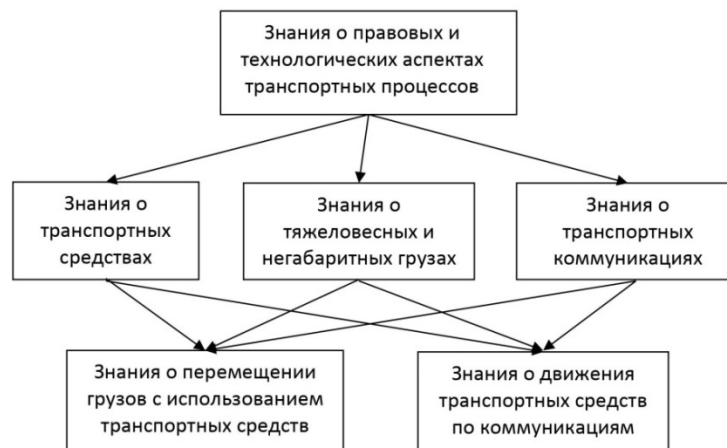 Знания о правовых и
технологических аспектах
транспортных процессов
Знания о
транспортных
средствах
Знания о
тяжеловесных и
негабаритных грузах
Знания о
транспортных
коммуникациях
Знания о перемещении
грузов с использованием
транспортных средств
Знания о движения
транспортных средств
по коммуникациям